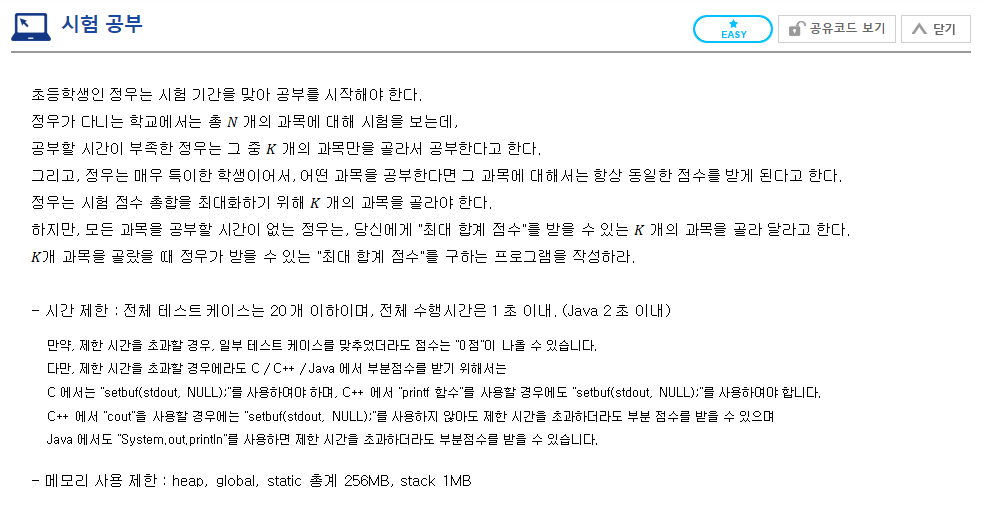 시험 공부
EASY
공유코드 보기
닫기
초등학생인 정우는 시험 기간을 맞아 공부를 시작해야 한다.
정우가 다니는 학교에서는 총 N 개의 과목에 대해 시험을 보는데,
공부할 시간이 부족한 정우는 그 중 K 개의 과목만을 골라서 공부한다고 한다.
그리고, 정우는 매우 특이한 학생이어서, 어떤 과목을 공부한다면 그 과목에 대해서는 항상 동일한 점수를 받게 된다고 한다.
정우는 시험 점수 총합을 최대화하기 위해 K 개의 과목을 골라야 한다.
하지만, 모든 과목을 공부할 시간이 없는 정우는, 당신에게 "최대 합계 점수"를 받을 수 있는 K 개의 과목을 골라 달라고 한다.
K개 과목을 골랐을 때 정우가 받을 수 있는 "최대 합계 점수"를 구하는 프로그램을 작성하라.
- 시간 제한 : 전체 테스트 케이스는 20개 이하이며, 전체 수행시간은 1초 이내. (Java 2초 이내)
만약, 제한 시간을 초과할 경우, 일부 테스트 케이스를 맞추었더라도 점수는 "0점"이 나올 수 있습니다.
다만, 제한 시간을 초과할 경우에라도 C / C++ / Java 에서 부분점수를 받기 위해서는
C 에서는 "setbuf(stdout, NULL);"를 사용하여야 하며, C++ 에서 "printf 함수"를 사용할 경우에도 "setbuf(stdout, NULL);"를 사용하여야 합니다.
C++ 에서 "cout"을 사용할 경우에는 "setbuf(stdout, NULL);"를 사용하지 않아도 제한 시간을 초과하더라도 부분 점수를 받을 수 있으며
Java 에서도 "System.out.println"를 사용하면 제한 시간을 초과하더라도 부분점수를 받을 수 있습니다.
- 메모리 사용 제한 : heap, global, static 총계 256MB, stack 1MB